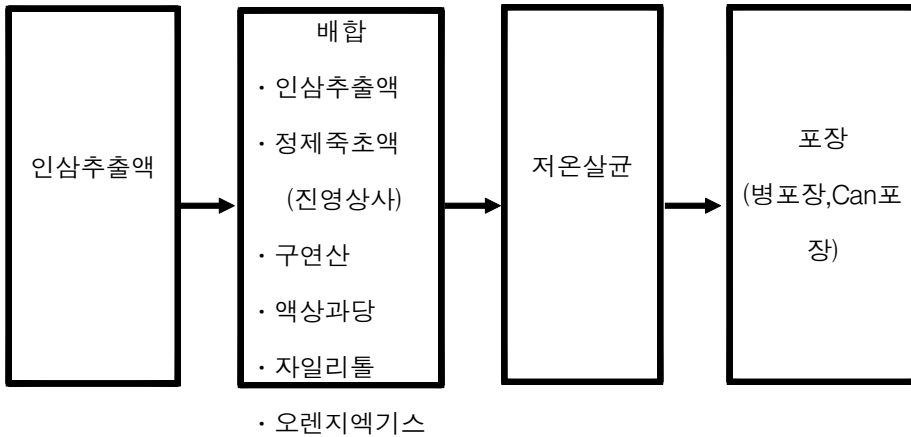 인삼추출액
배합
· 인삼추출액
· 정제죽초액
(진영상사)
· 구연산
· 액상과당
· 자일리톨
· 오렌지엑기스
저온살균
포장
(병포장,Can포
장)